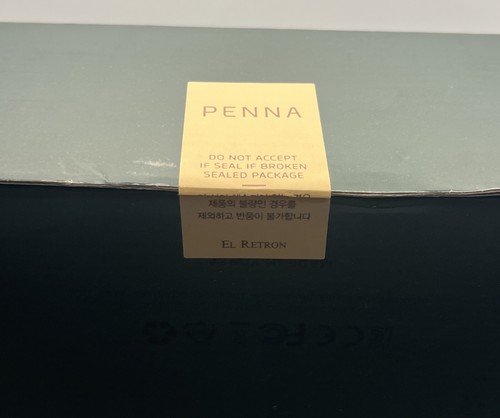 PENNA
DO NOT ACCEPT
IF SEAL IF BROKEN
SEALED PACKAGE
제품의 불량인 경우를
제외하고 반품이 불가합니다
EL RETRON